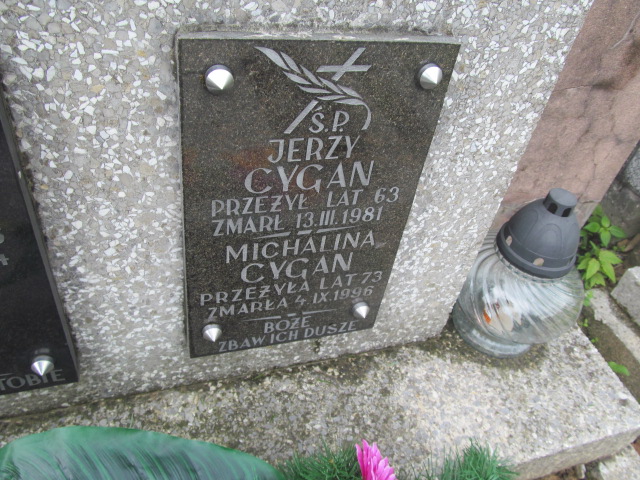 Ś.P.
JERZY
CYGAN
PRZEŻYŁ LAT 63
ZMARŁ 13.III.1981
MICHALINA
CYGAN
PRZEŻYŁA LAT 73
ZMARŁA 4.IX.1996
BOŻE
ZBAW ICH DUSZE
TOBIE